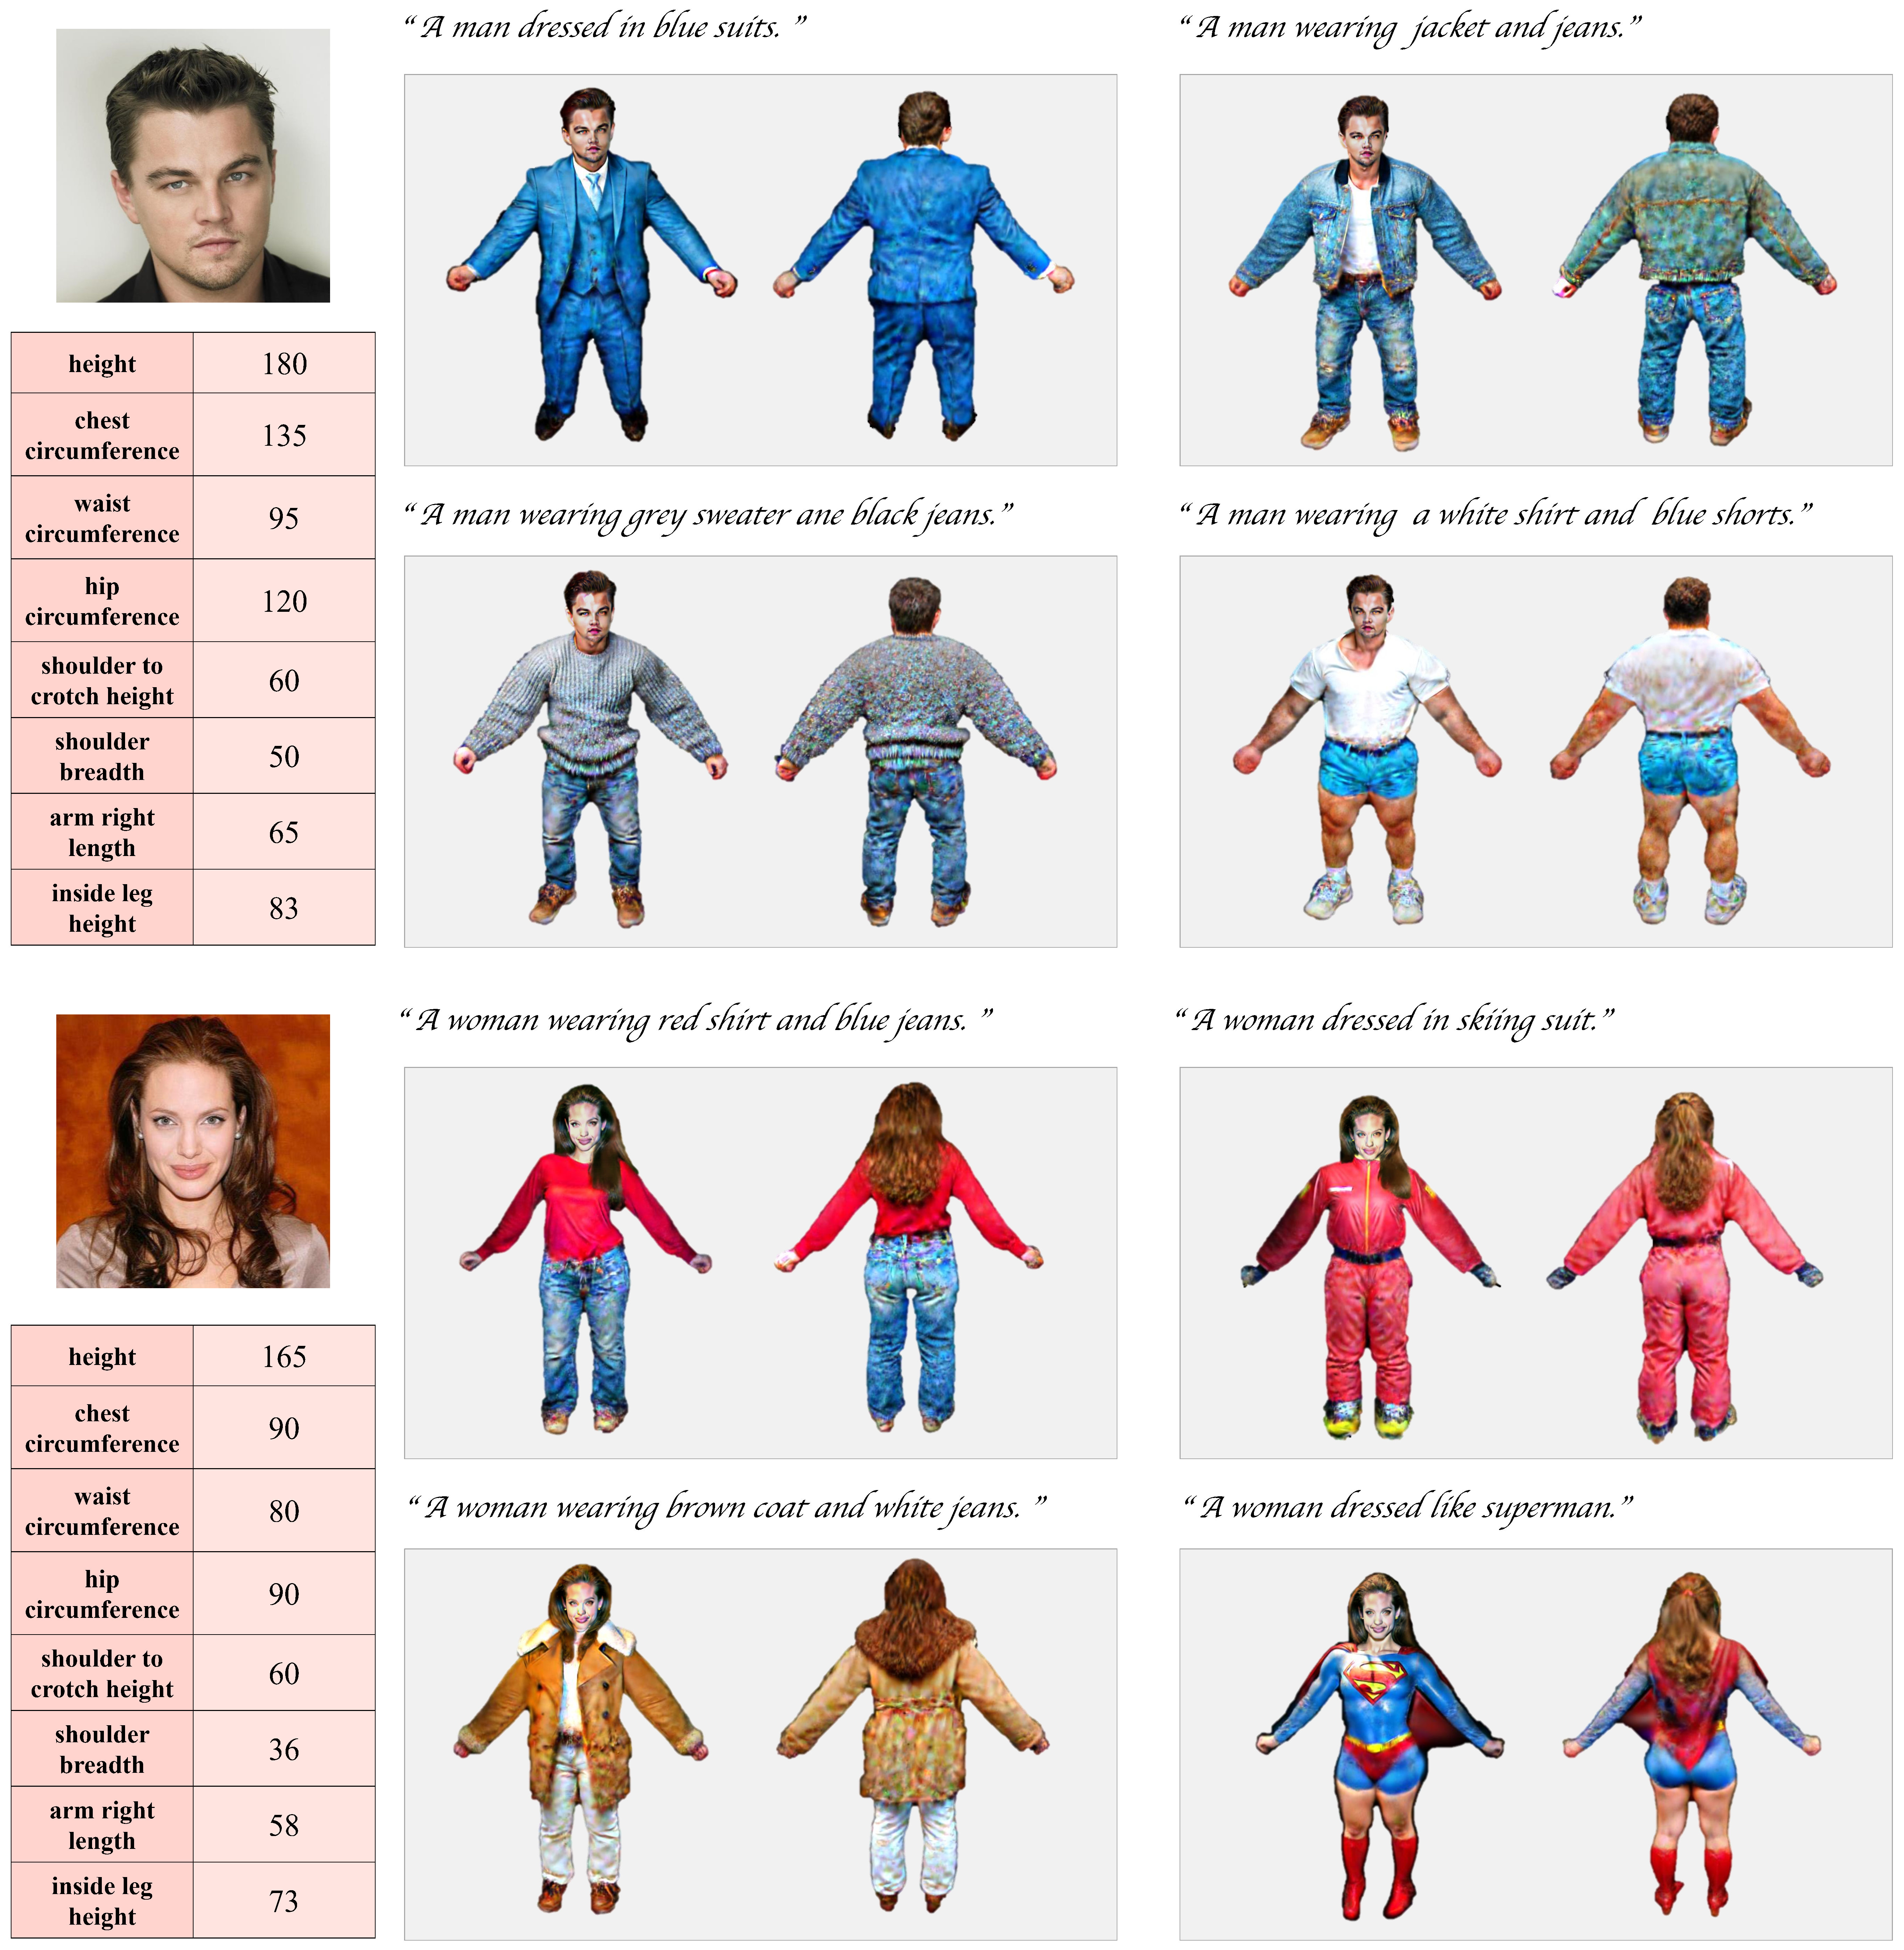 “ A man dressed in blue suits. ”
“ A man wearing jacket and jeans.”
height 180
chest circumference 135
waist circumference 95
hip circumference 120
shoulder to crotch height 60
shoulder breadth 50
arm right length 65
inside leg height 83
“ A man wearing grey sweater ane black jeans.”
“ A man wearing a white shirt and blue shorts.”
“ A woman wearing red shirt and blue jeans. ”
“ A woman dressed in skiing suit.”
height 165
chest circumference 90
waist circumference 80
hip circumference 90
shoulder to crotch height 60
shoulder breadth 36
arm right length 58
inside leg height 73
“ A woman wearing brown coat and white jeans. ”
“ A woman dressed like superman.”
S